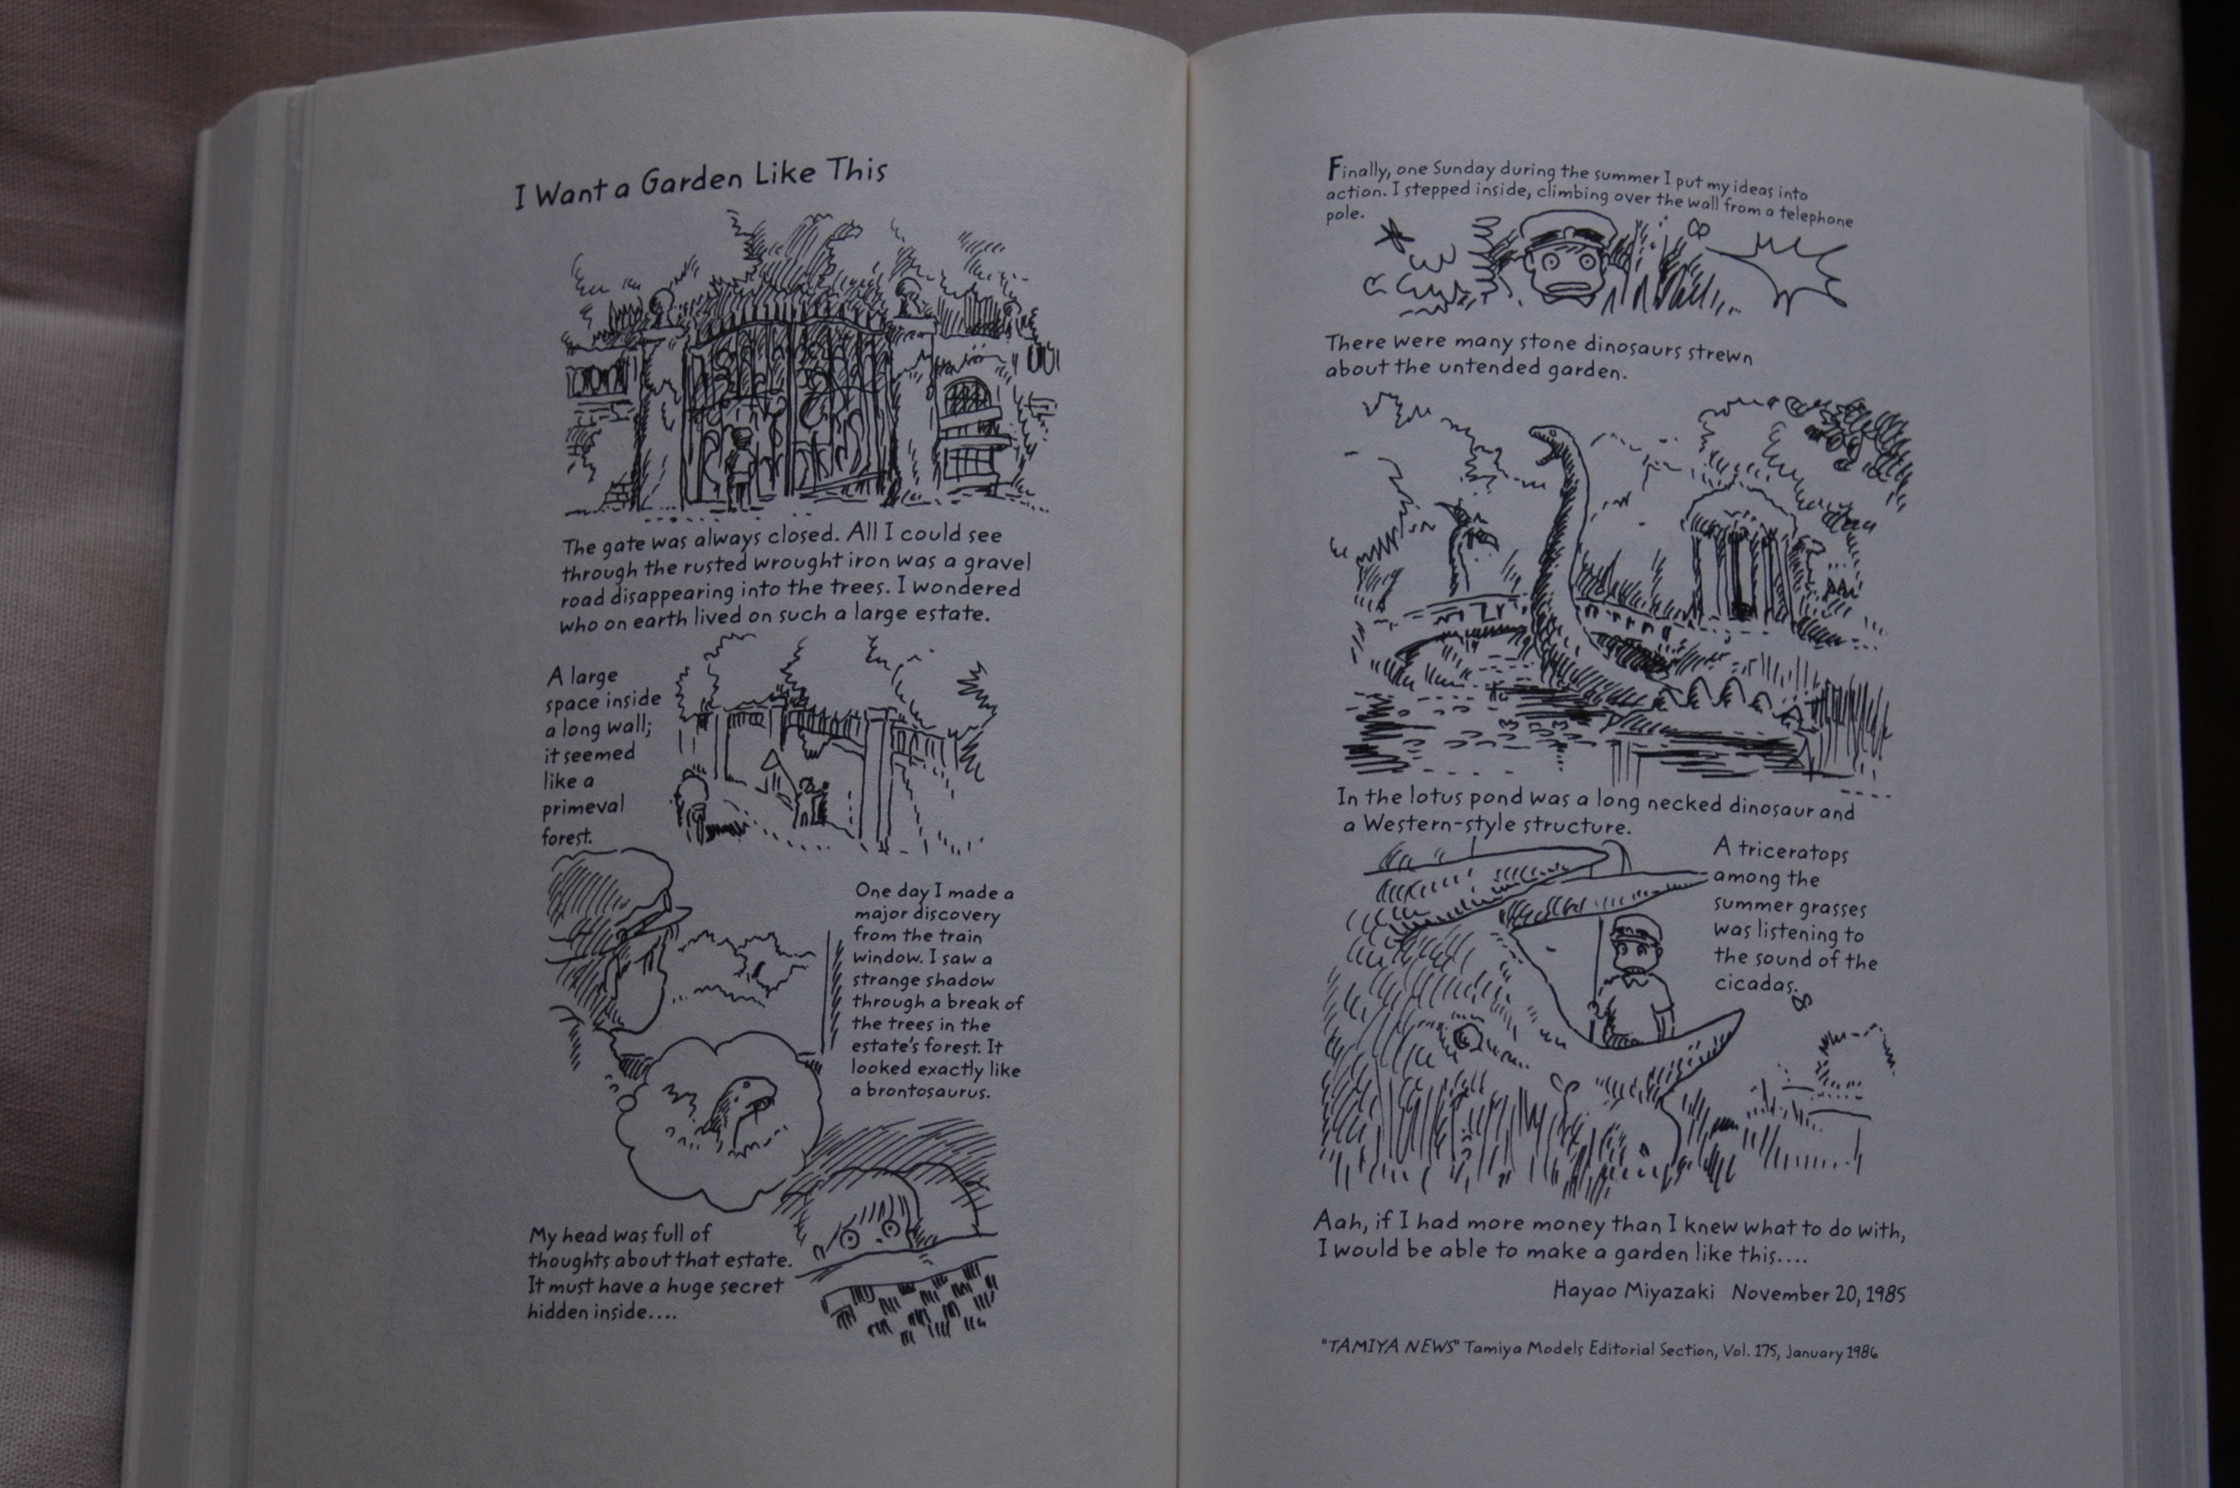 I Want a Garden Like This
The gate was always closed. All I could see
through the rusted wrought iron was a gravel
road disappearing into the trees. I wondered
who on earth lived on such a large estate.
A large
space inside
a long wall;
it seemed
like a
primeval
forest.
One day I made a
major discovery
from the train
window. I saw a
strange shadow
through a break of
the trees in the
estate's forest. It
looked exactly like
a brontosaurus.
My head was full of
thoughts about that estate.
It must have a huge secret
hidden inside....
Finally, one Sunday during the summer I put my ideas into
action. I stepped inside, climbing over the wall from a telephone
pole.
There were many stone dinosaurs strewn
about the untended garden.
In the lotus pond was a long necked dinosaur and
a Western-style structure.
A triceratops
among the
summer grasses
was listening to
the sound of the
cicadas.
Aah, if I had more money than I knew what to do with,
I would be able to make a garden like this....
Hayao Miyazaki November 20, 1985
"TAMIYA NEWS" Tamiya Models Editorial Section, Vol. 175, January 1986